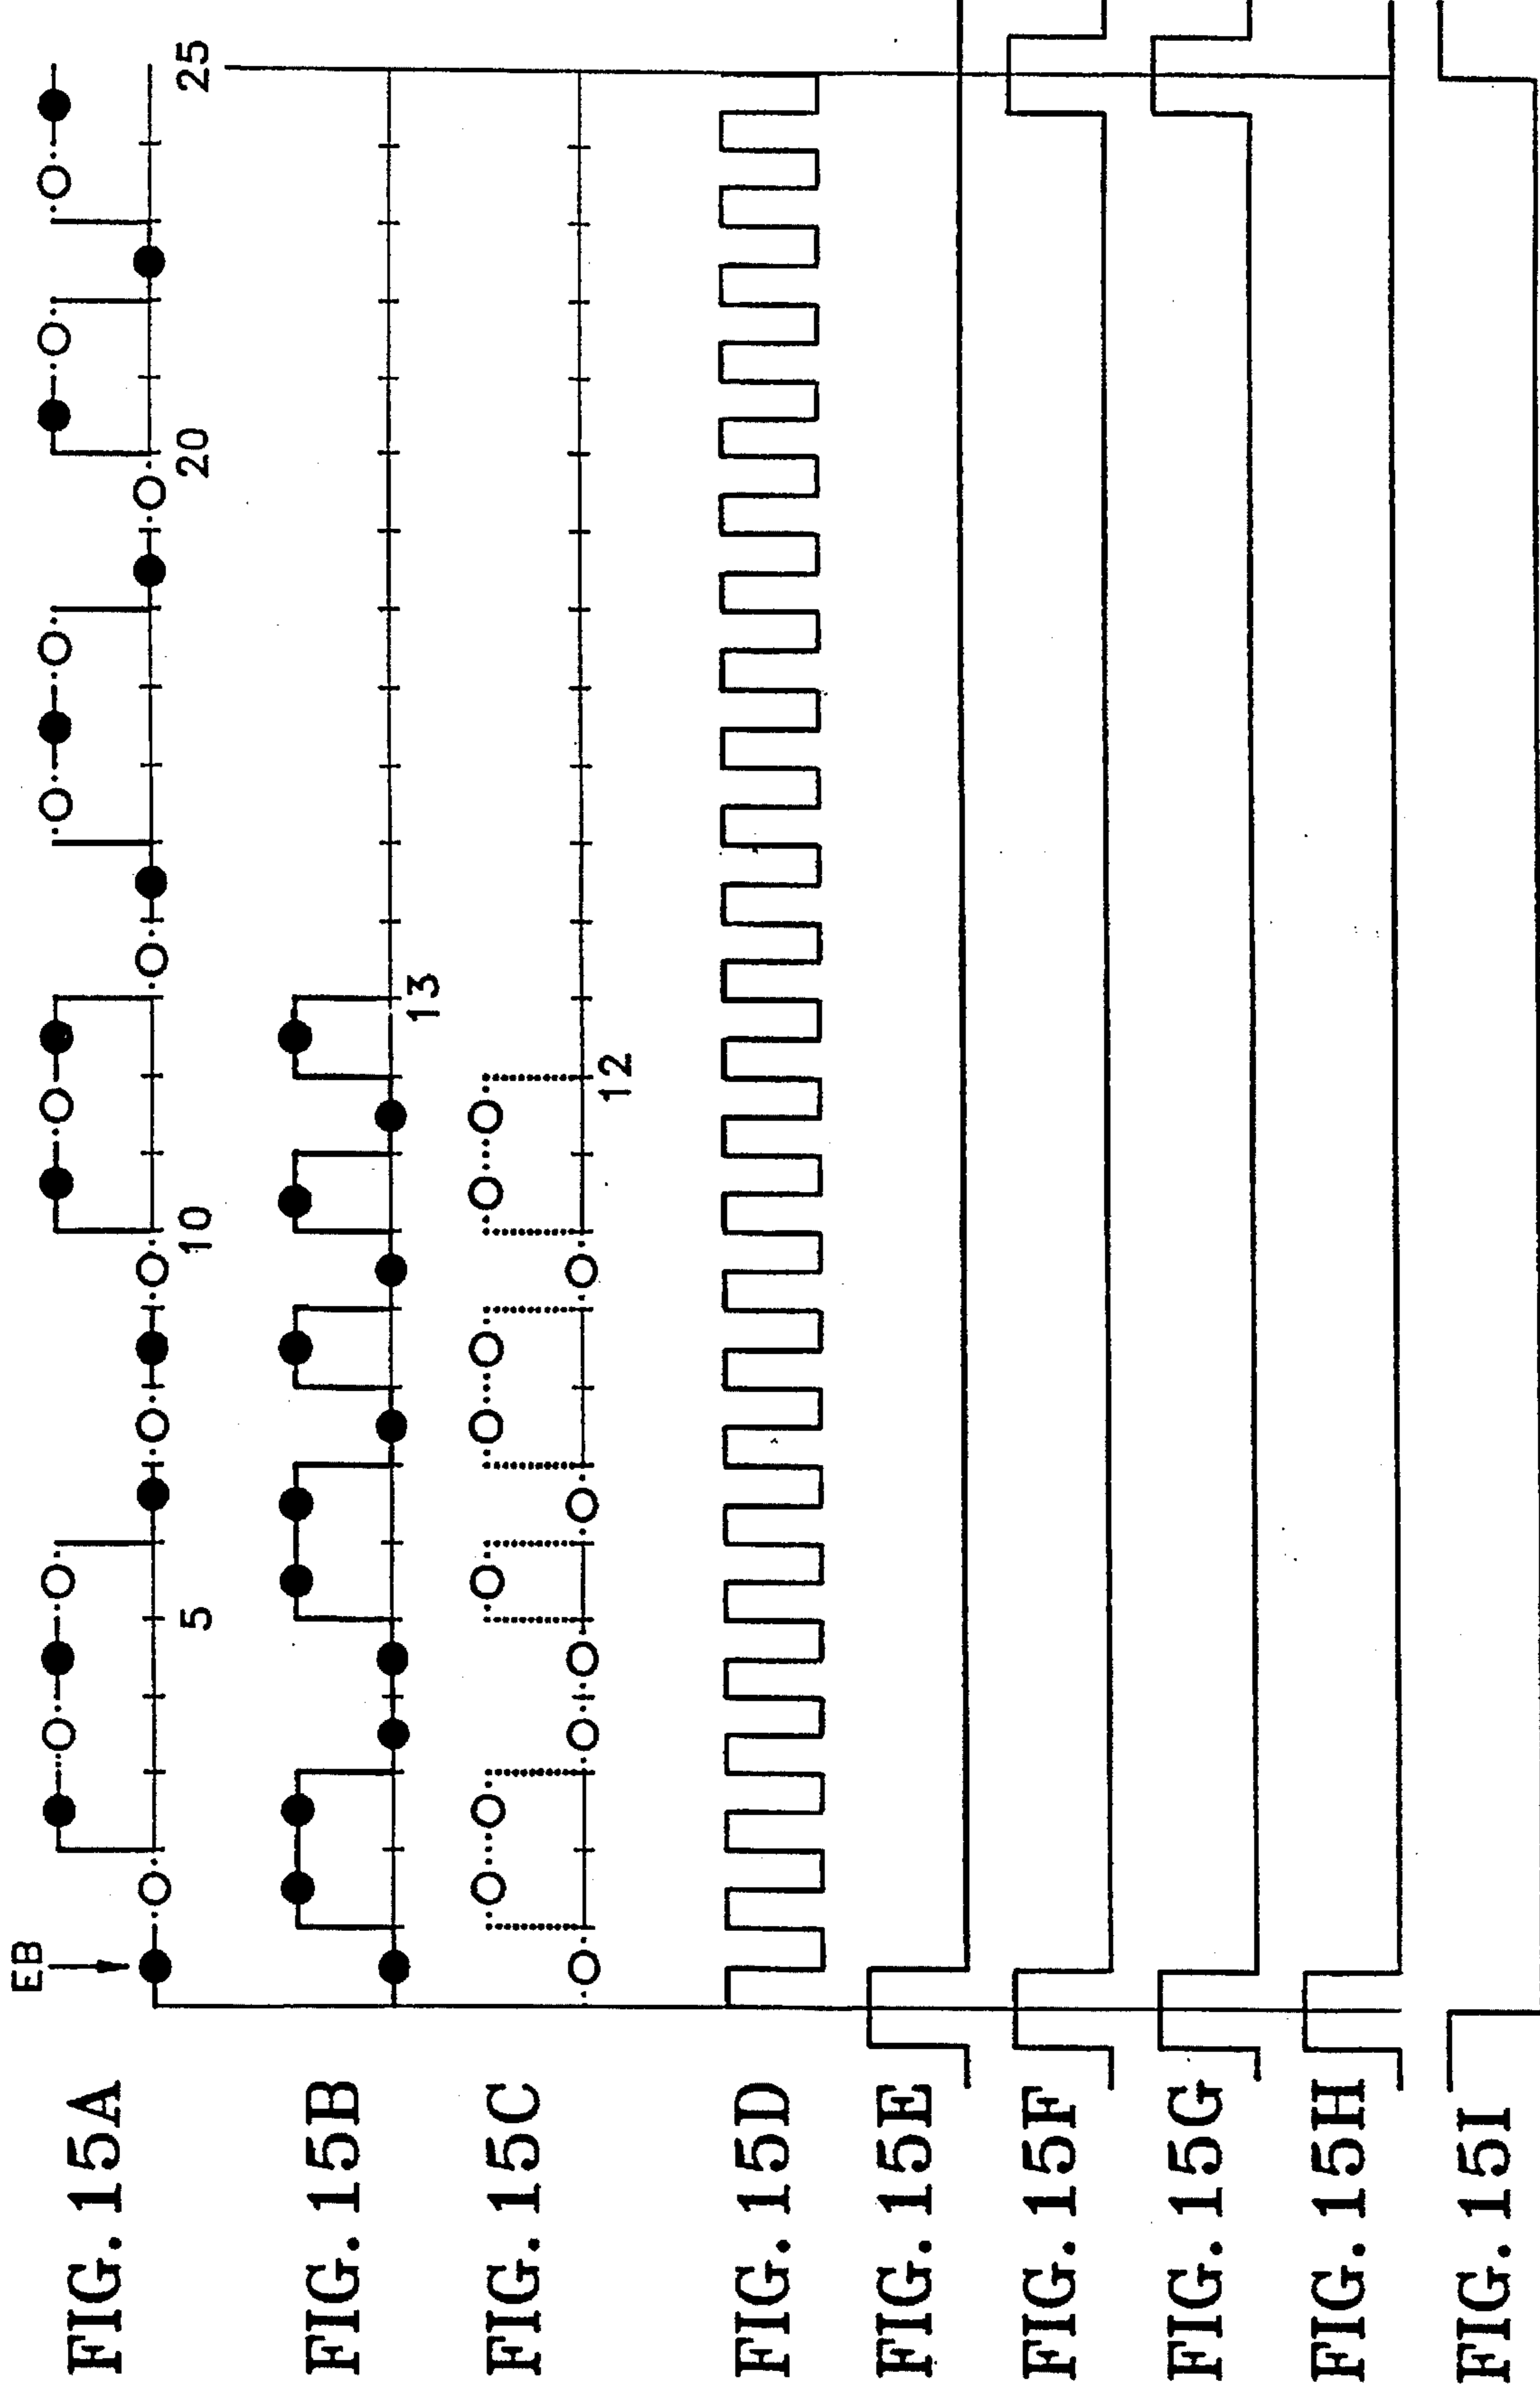 FIG. 15A
EB
5
10
20
25
FIG. 15B
13
FIG. 15C
12
FIG. 15D
FIG. 15E
FIG. 15F
FIG. 15G
FIG. 15H
FIG. 15I